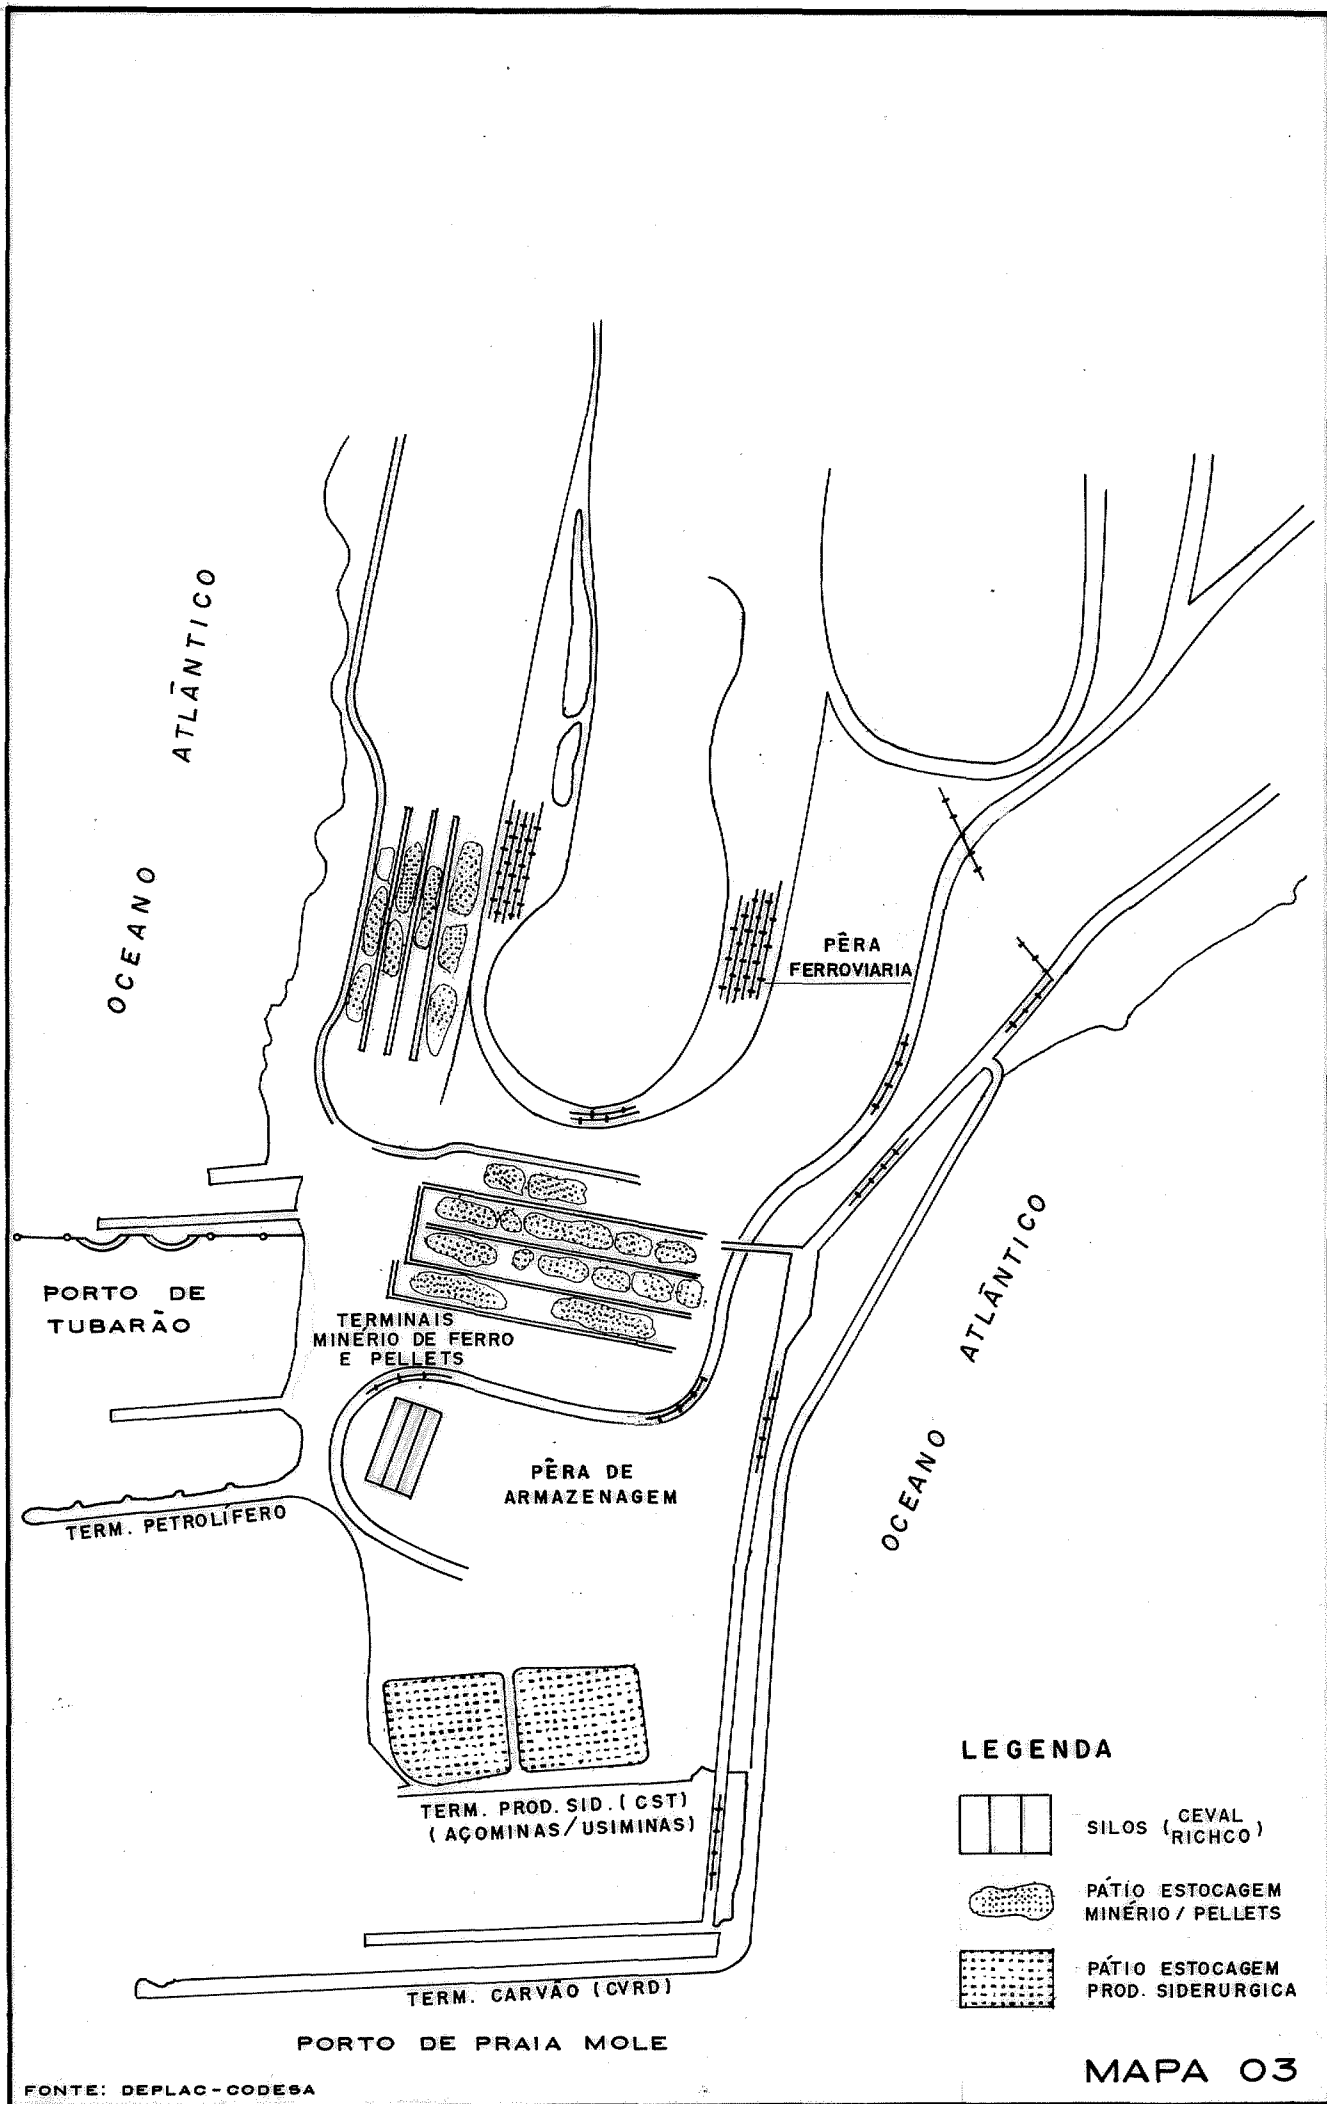 OCEANO ATLÂNTICO
PÊRA
FERROVIARIA
PORTO DE
TUBARÃO
TERMINAIS
MINÉRIO DE FERRO
E PELLETS
OCEANO ATLÂNTICO
PÊRA DE
ARMAZENAGEM
TERM. PETROLÍFERO
TERM. PROD. SID. ( CST)
( AÇOMINAS/USIMINAS)
TERM. CARVÃO (CVRD)
PORTO DE PRAIA MOLE
LEGENDA
SILOS ( CEVAL
RICHCO )
PÁTIO ESTOCAGEM
MINÉRIO / PELLETS
PÁTIO ESTOCAGEM
PROD. SIDERURGICA
MAPA 03
FONTE: DEPLAC-CODESA